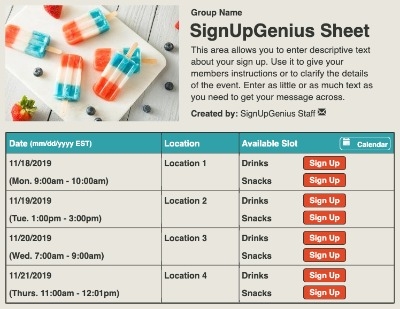 Group Name
SignUpGenius Sheet
This area allows you to enter descriptive text
about your sign up. Use it to give your
members instructions or to clarify the details
of the event. Enter as little or as much text as
you need to get your message across.
Created by: SignUpGenius Staff
Date (mm/dd/yyyy EST) Location Available Slot Calendar
11/18/2019 Location 1 Drinks Sign Up
(Mon. 9:00am - 10:00am) Snacks Sign Up
11/19/2019 Location 2 Drinks Sign Up
(Tue. 1:00pm - 3:00pm) Snacks Sign Up
11/20/2019 Location 3 Drinks Sign Up
(Wed. 7:00am - 9:00am) Snacks Sign Up
11/21/2019 Location 4 Drinks Sign Up
(Thurs. 11:00am - 12:01pm) Snacks Sign Up